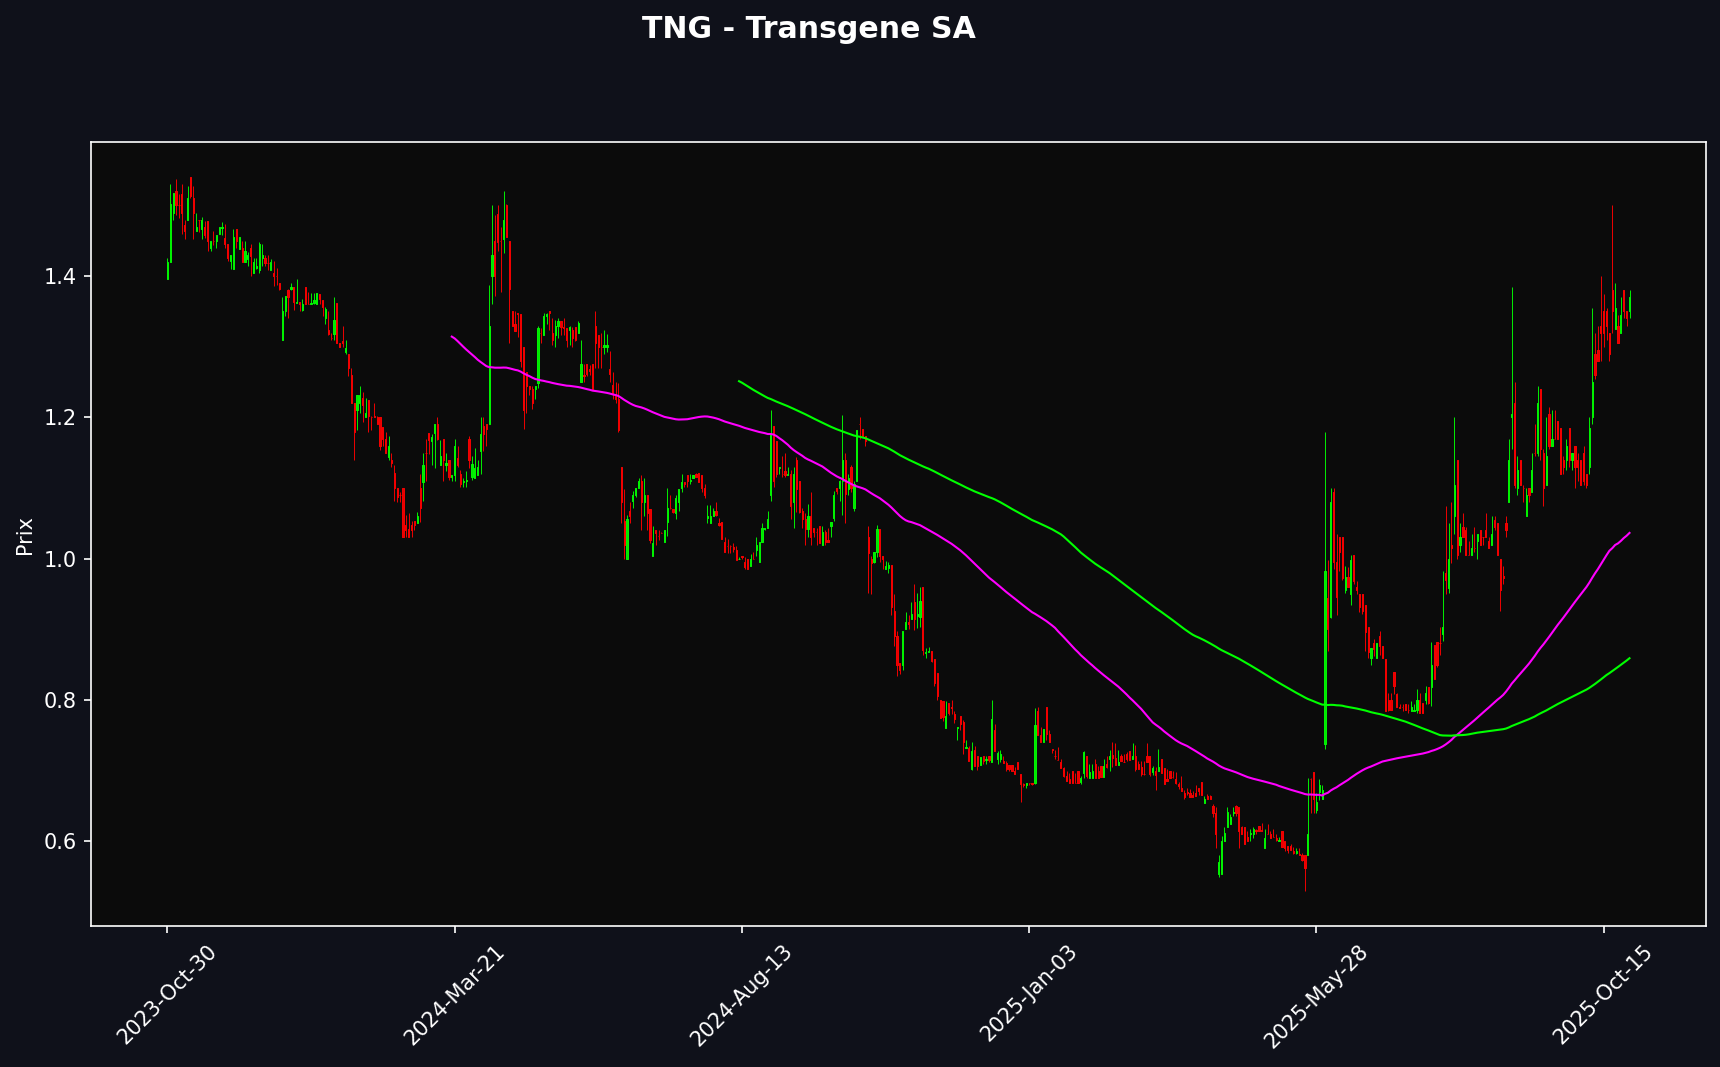 TNG - Transgene SA
Prix
1.4
1.2
1.0
0.8
0.6
2023-Oct-30
2024-Mar-21
2024-Aug-13
2025-Jan-03
2025-May-28
2025-Oct-15